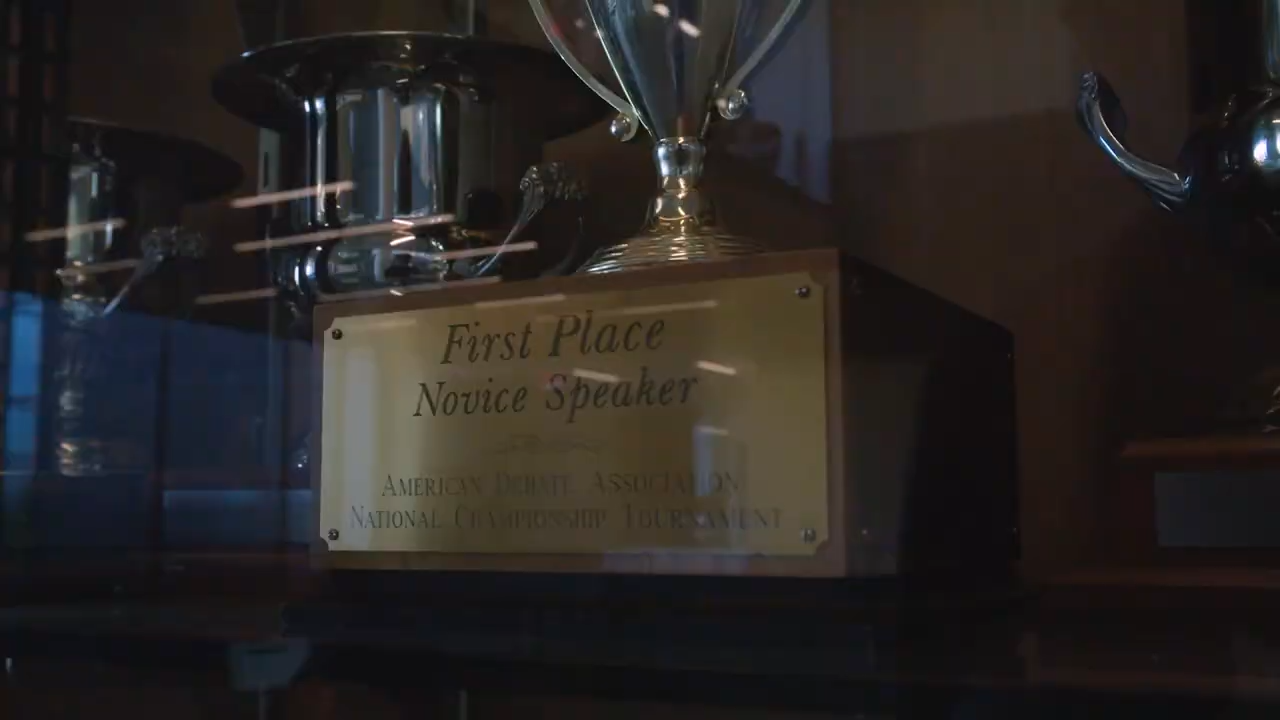 First Place
Novice Speaker
American Debate Association
National Championship Tournament